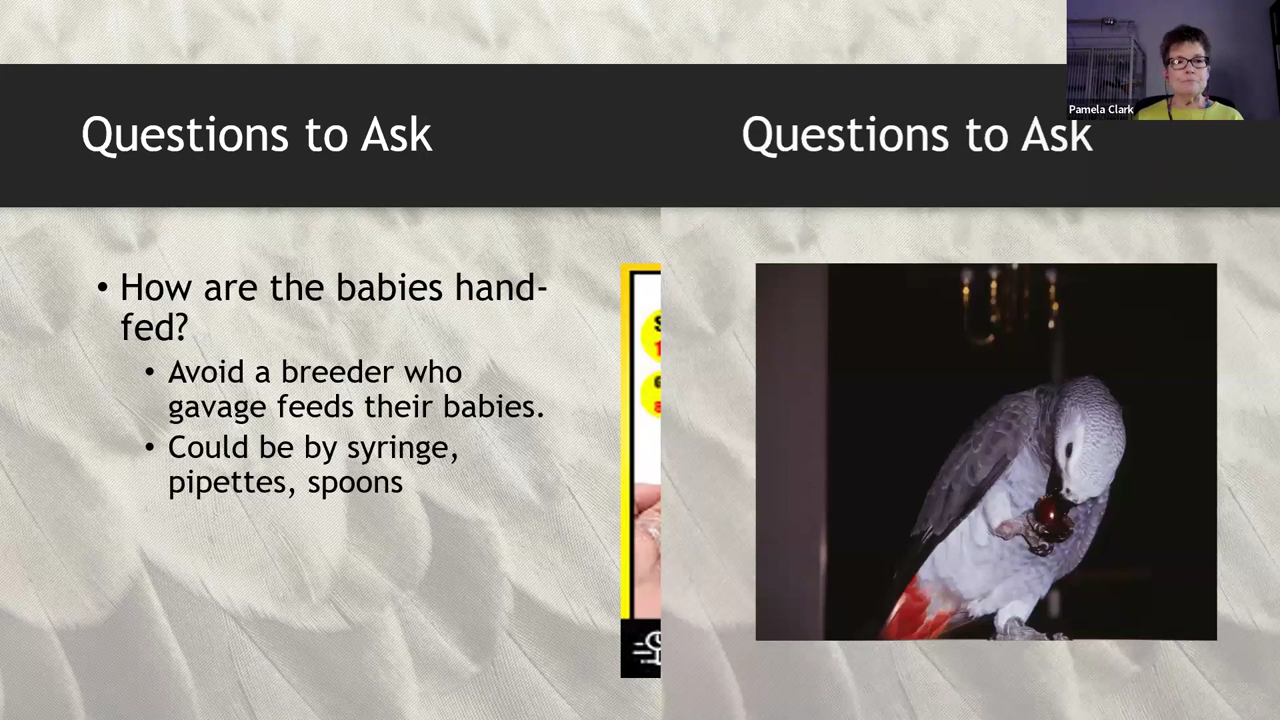 Pamela Clark
Questions to Ask
Questions to Ask
• How are the babies hand-
fed?
• Avoid a breeder who
gavage feeds their babies.
• Could be by syringe,
pipettes, spoons